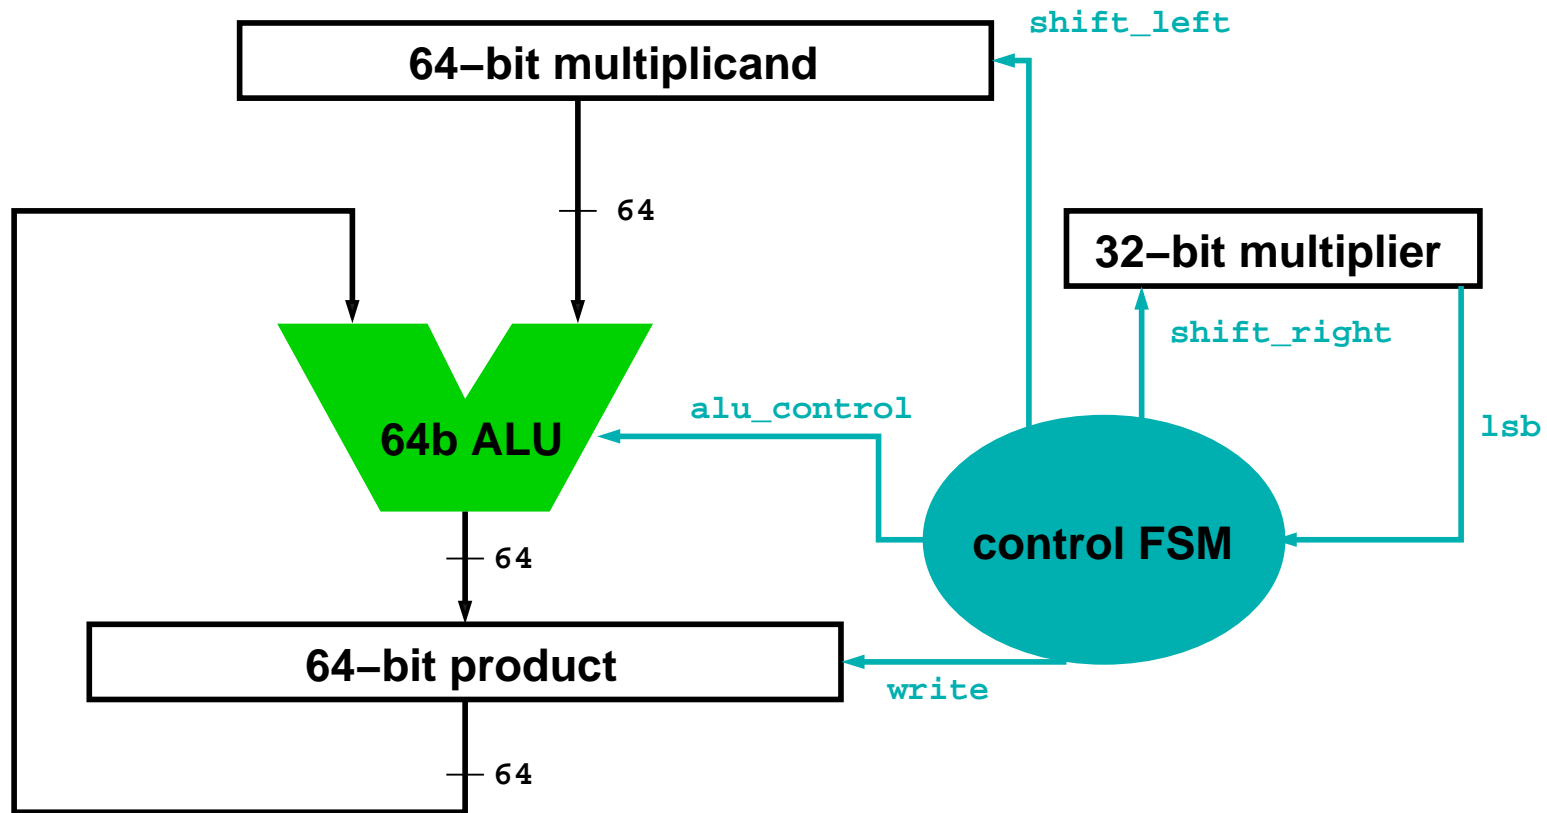 shift_left
64–bit multiplicand
64
32–bit multiplier
shift_right
alu_control
lsb
64b ALU
control FSM
64
64–bit product
write
64